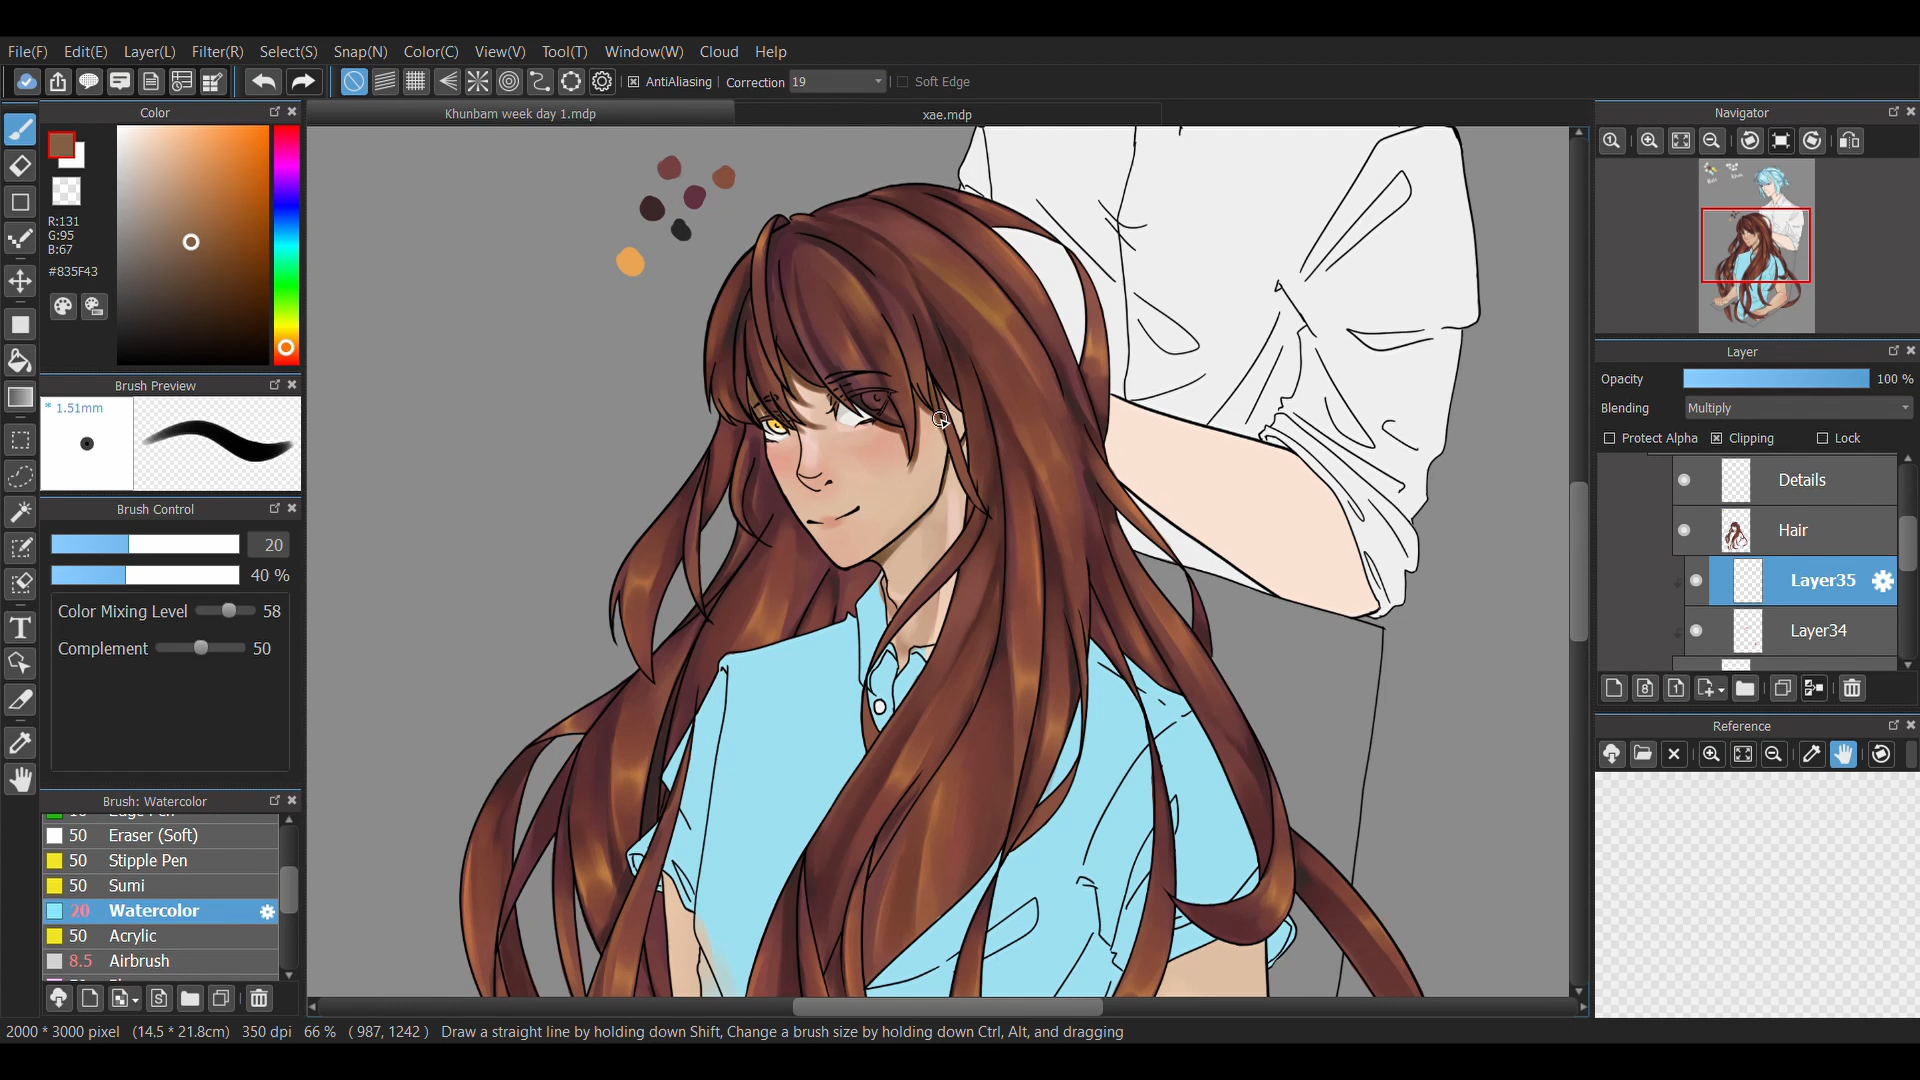 File(F) Edit(E) Layer(L) Filter(R) Select(S) Snap(N) Color(C) View(V) Tool(T) Window(W) Cloud Help
AntiAliasing Correction 19 Soft Edge
Color
Khunbam week day 1.mdp
xae.mdp
Navigator
R:131
G:95
B:67
#835F43
Layer
Opacity 100 %
Blending Multiply
Protect Alpha Clipping Lock
Details
Hair
Layer35
Layer34
Brush Preview
* 1.51mm
Brush Control
20
40 %
Color Mixing Level 58
Complement 50
Reference
Brush: Watercolor
50 Eraser (Soft)
50 Stipple Pen
50 Sumi
20 Watercolor
50 Acrylic
8.5 Airbrush
2000 * 3000 pixel (14.5 * 21.8cm) 350 dpi 66 % ( 987, 1242 ) Draw a straight line by holding down Shift, Change a brush size by holding down Ctrl, Alt, and dragging